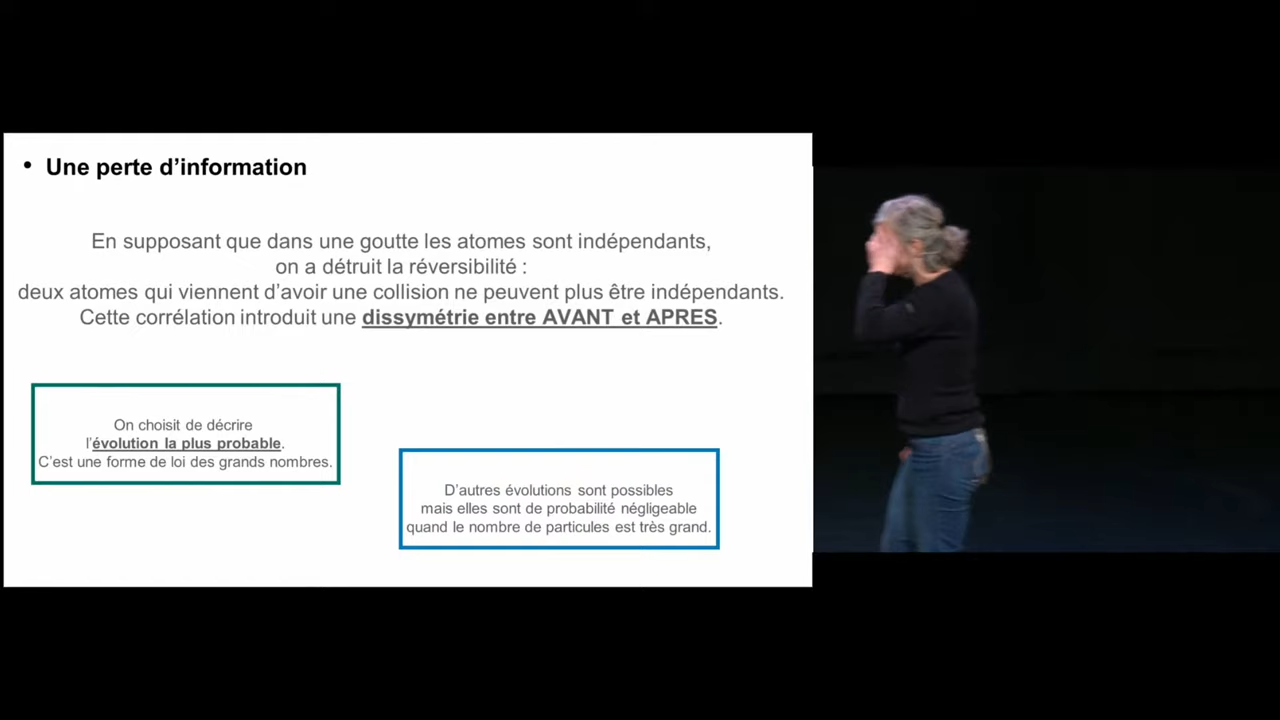 • Une perte d’information
En supposant que dans une goutte les atomes sont indépendants,
on a détruit la réversibilité :
deux atomes qui viennent d’avoir une collision ne peuvent plus être indépendants.
Cette corrélation introduit une dissymétrie entre AVANT et APRES.
On choisit de décrire
l’évolution la plus probable.
C’est une forme de loi des grands nombres.
D’autres évolutions sont possibles
mais elles sont de probabilité négligeable
quand le nombre de particules est très grand.